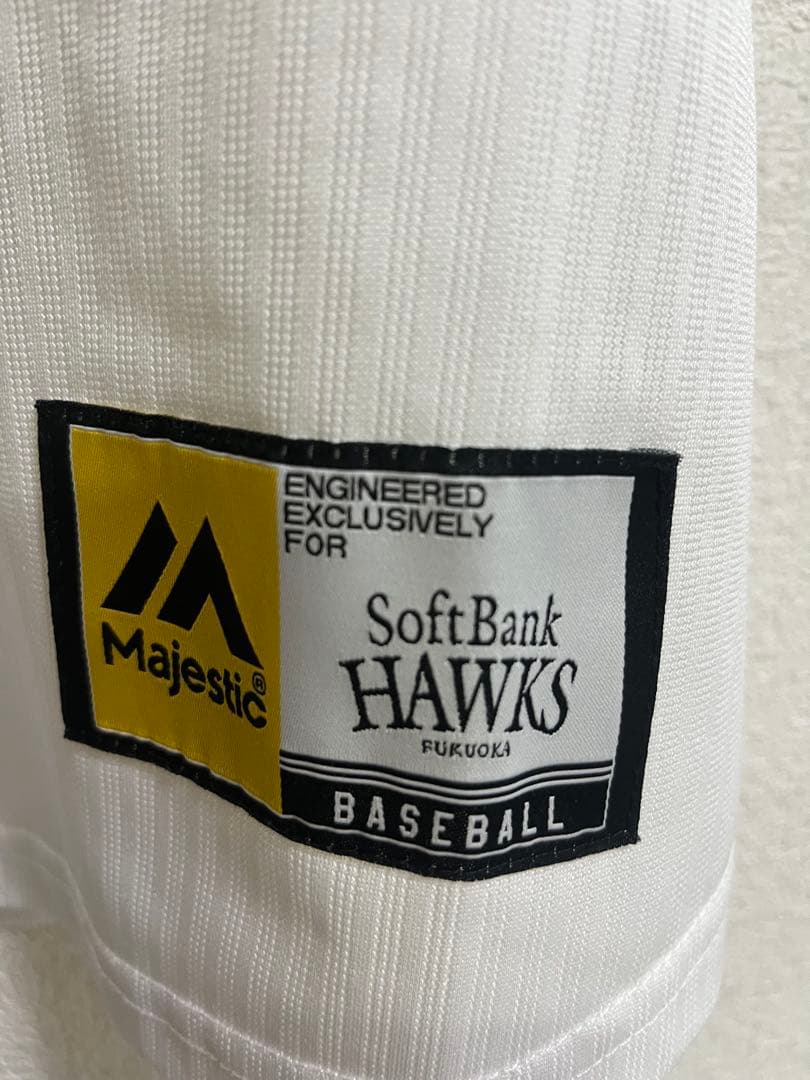 Majestic®
ENGINEERED
EXCLUSIVELY
FOR
SoftBank
HAWKS
FUKUOKA
BASEBALL